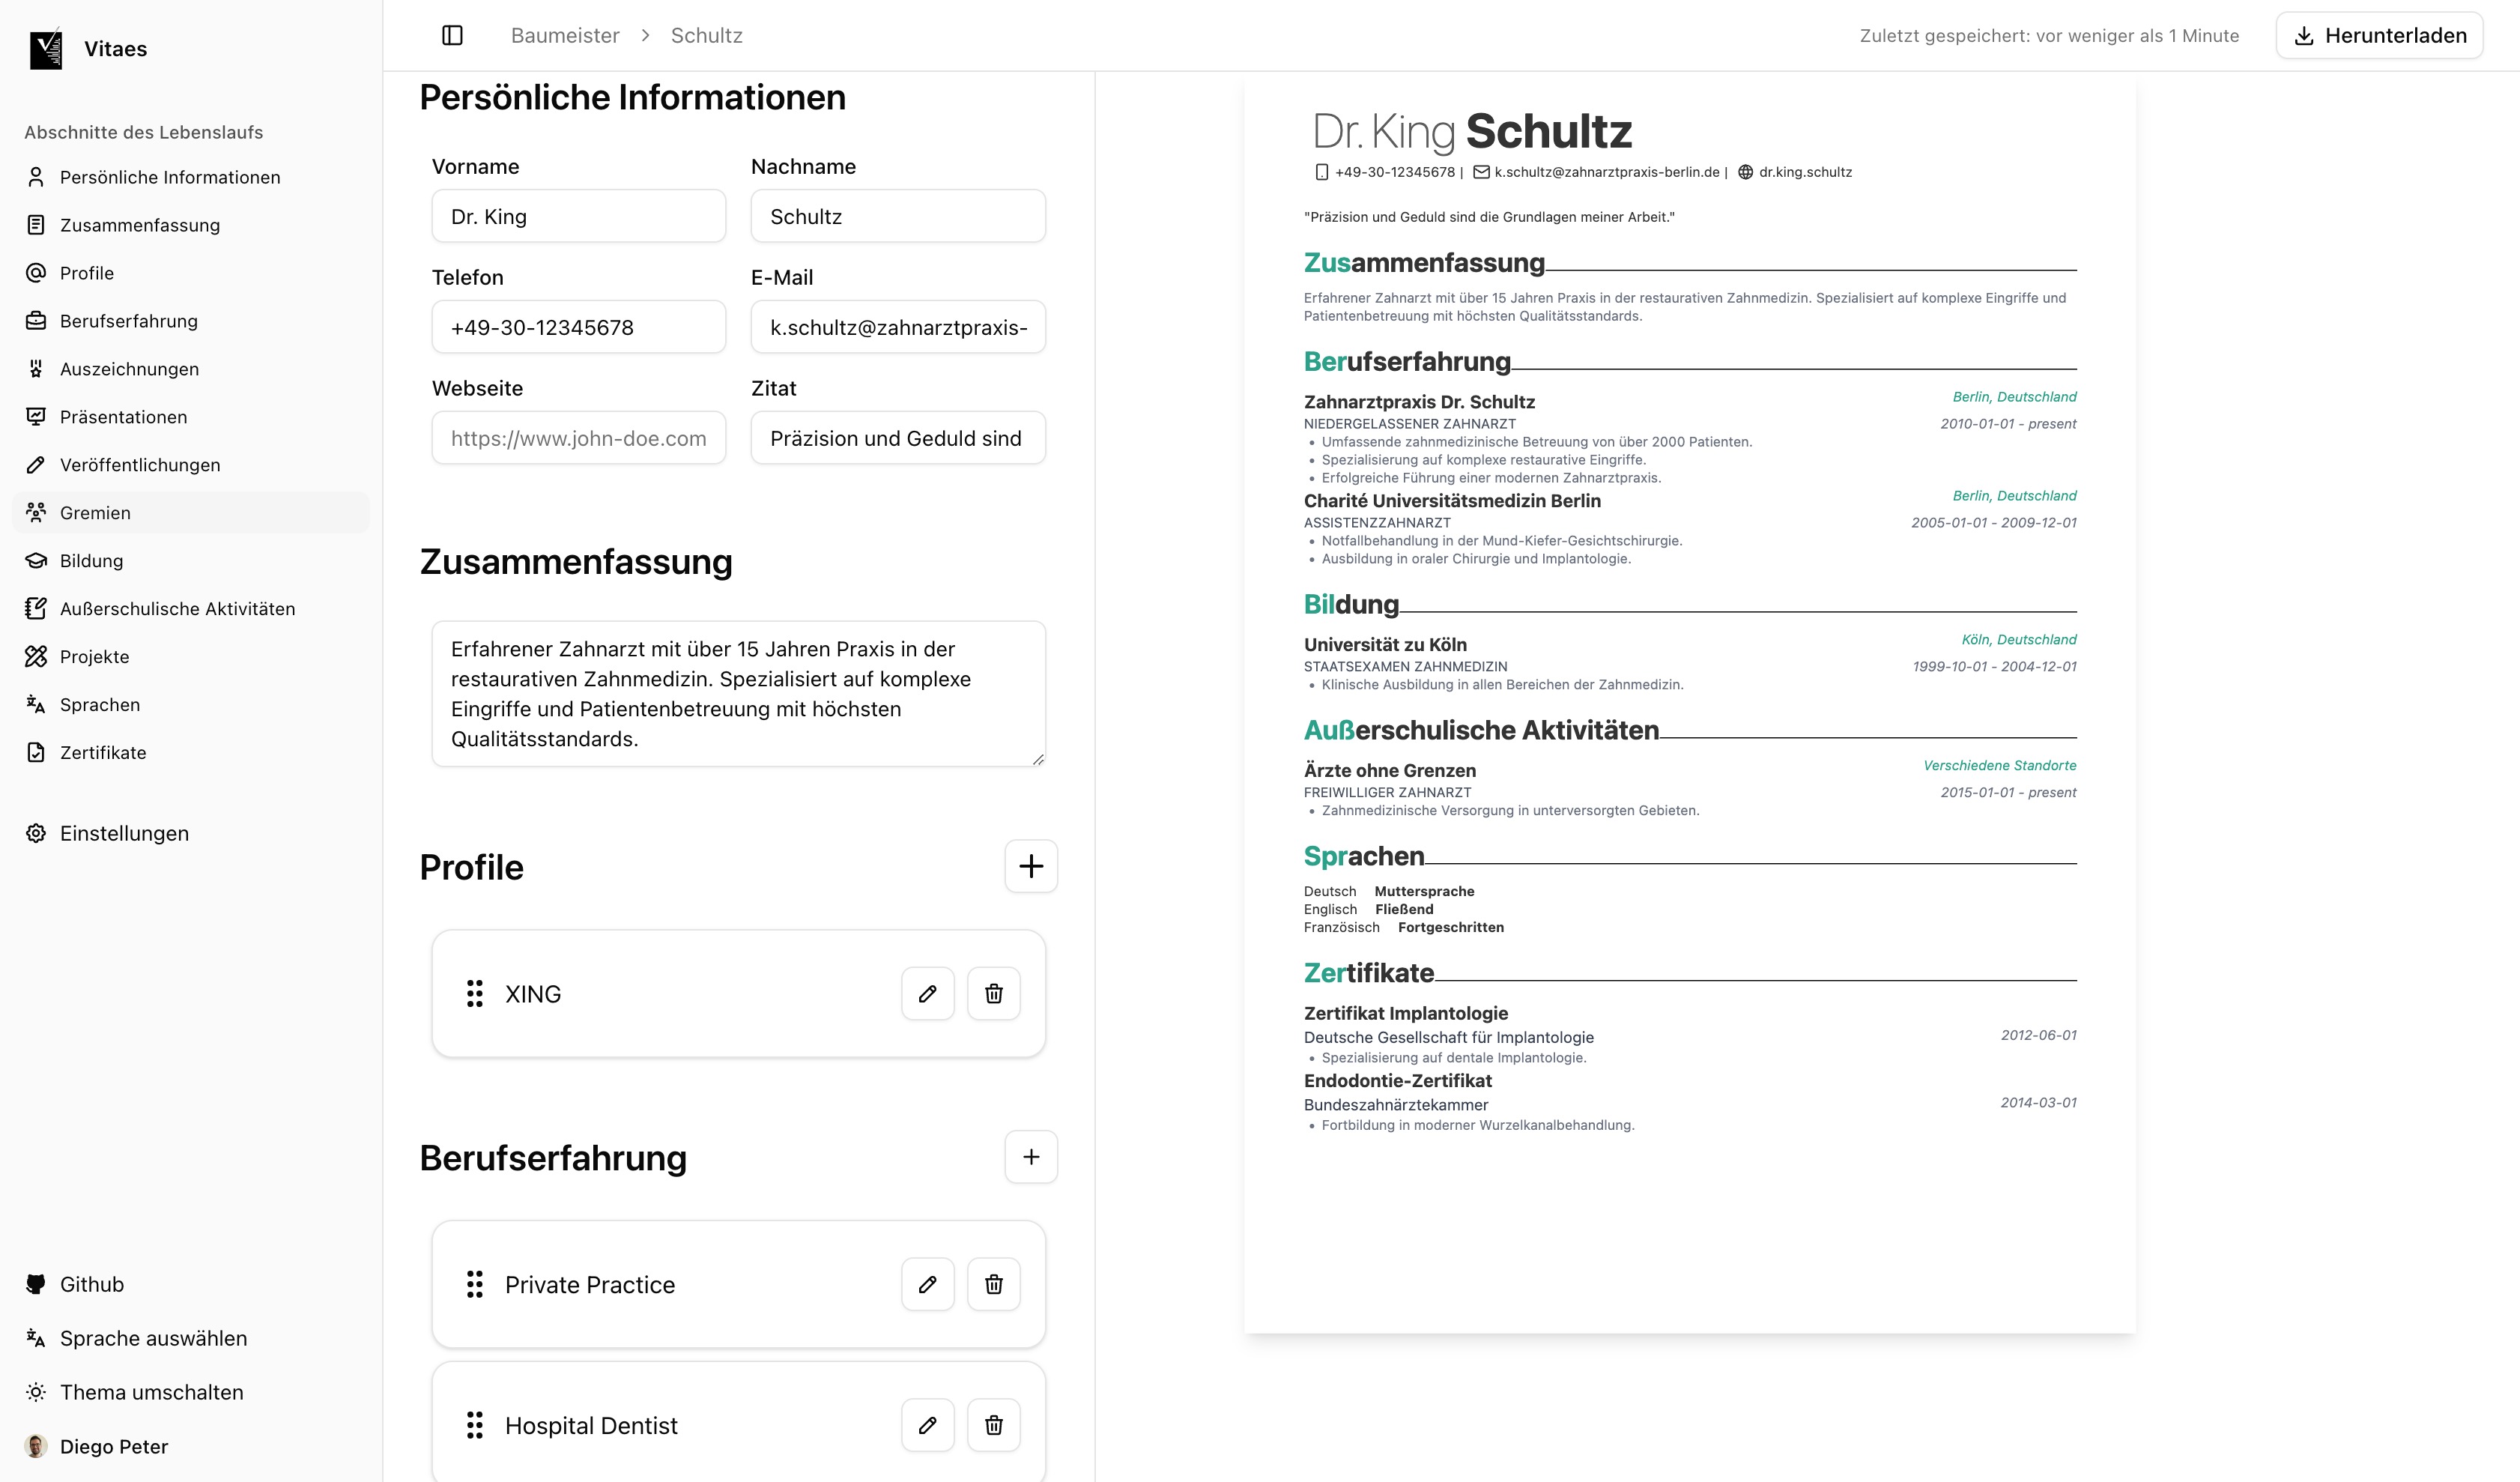 Vitaes
Abschnitte des Lebenslaufs
Persönliche Informationen
Zusammenfassung
Profile
Berufserfahrung
Auszeichnungen
Präsentationen
Veröffentlichungen
Gremien
Bildung
Außerschulische Aktivitäten
Projekte
Sprachen
Zertifikate
Einstellungen
Github
Sprache auswählen
Thema umschalten
Diego Peter
Baumeister > Schultz
Zuletzt gespeichert: vor weniger als 1 Minute
Herunterladen
Persönliche Informationen
Vorname
Dr. King
Nachname
Schultz
Telefon
+49-30-12345678
E-Mail
k.schultz@zahnarztpraxis-
Webseite
https://www.john-doe.com
Zitat
Präzision und Geduld sind
Zusammenfassung
Erfahrener Zahnarzt mit über 15 Jahren Praxis in der
restaurativen Zahnmedizin. Spezialisiert auf komplexe
Eingriffe und Patientenbetreuung mit höchsten
Qualitätsstandards.
Profile
XING
Berufserfahrung
Private Practice
Hospital Dentist
Dr. King Schultz
+49-30-12345678 | k.schultz@zahnarztpraxis-berlin.de | dr.king.schultz
"Präzision und Geduld sind die Grundlagen meiner Arbeit."
Zusammenfassung
Erfahrener Zahnarzt mit über 15 Jahren Praxis in der restaurativen Zahnmedizin. Spezialisiert auf komplexe Eingriffe und
Patientenbetreuung mit höchsten Qualitätsstandards.
Berufserfahrung
Zahnarztpraxis Dr. Schultz
Berlin, Deutschland
NIEDERGELASSENER ZAHNARZT
2010-01-01 - present
• Umfassende zahnmedizinische Betreuung von über 2000 Patienten.
• Spezialisierung auf komplexe restaurative Eingriffe.
• Erfolgreiche Führung einer modernen Zahnarztpraxis.
Charité Universitätsmedizin Berlin
Berlin, Deutschland
ASSISTENZZAHNARZT
2005-01-01 - 2009-12-01
• Notfallbehandlung in der Mund-Kiefer-Gesichtschirurgie.
• Ausbildung in oraler Chirurgie und Implantologie.
Bildung
Universität zu Köln
Köln, Deutschland
STAATSEXAMEN ZAHNMEDIZIN
1999-10-01 - 2004-12-01
• Klinische Ausbildung in allen Bereichen der Zahnmedizin.
Außerschulische Aktivitäten
Ärzte ohne Grenzen
Verschiedene Standorte
FREIWILLIGER ZAHNARZT
2015-01-01 - present
• Zahnmedizinische Versorgung in unterversorgten Gebieten.
Sprachen
Deutsch Muttersprache
Englisch Fließend
Französisch Fortgeschritten
Zertifikate
Zertifikat Implantologie
Deutsche Gesellschaft für Implantologie
2012-06-01
• Spezialisierung auf dentale Implantologie.
Endodontie-Zertifikat
Bundeszahnärztekammer
2014-03-01
• Fortbildung in moderner Wurzelkanalbehandlung.